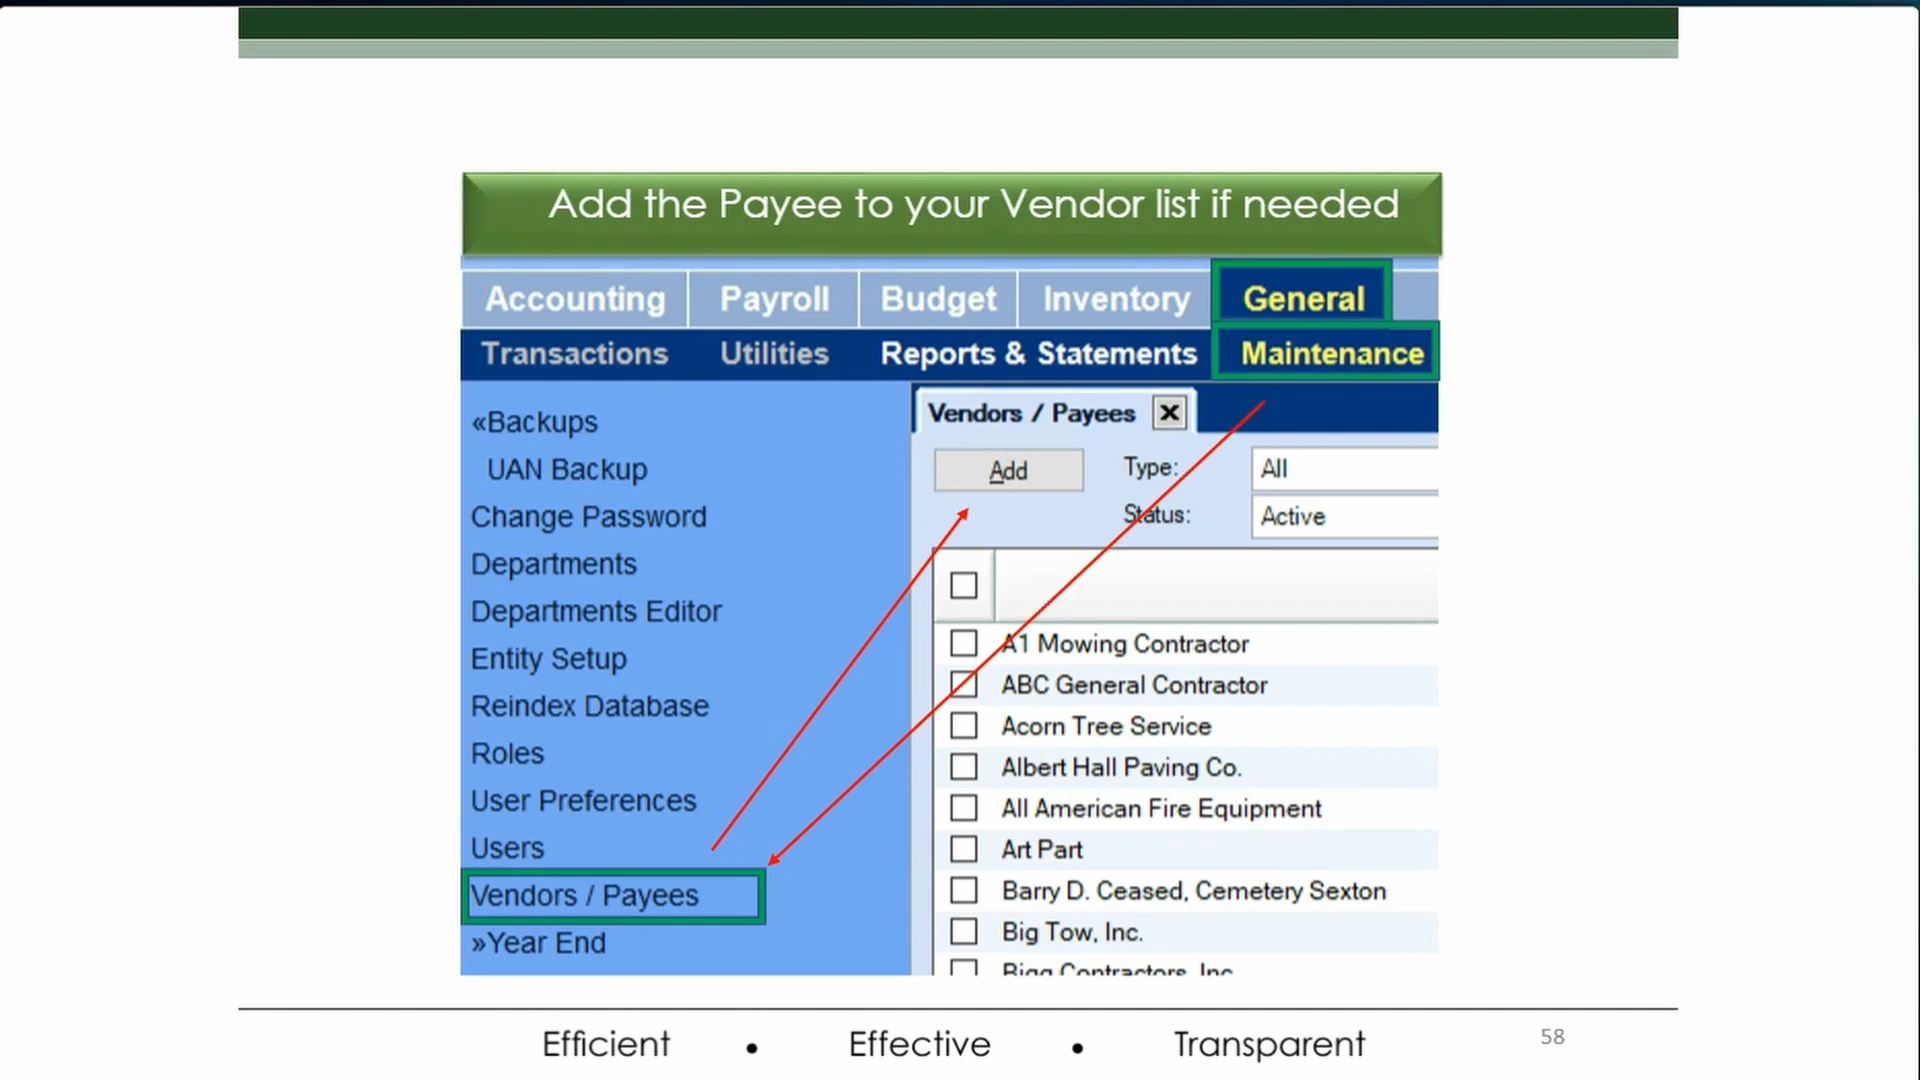 Add the Payee to your Vendor list if needed
Accounting Payroll Budget Inventory General
Transactions Utilities Reports & Statements Maintenance
«Backups
UAN Backup
Change Password
Departments
Departments Editor
Entity Setup
Reindex Database
Roles
User Preferences
Users
Vendors / Payees
»Year End
Vendors / Payees
Add Type: All
Status: Active
A1 Mowing Contractor
ABC General Contractor
Acorn Tree Service
Albert Hall Paving Co.
All American Fire Equipment
Art Part
Barry D. Ceased, Cemetery Sexton
Big Tow, Inc.
Bigg Contractors, Inc
Efficient • Effective • Transparent
58